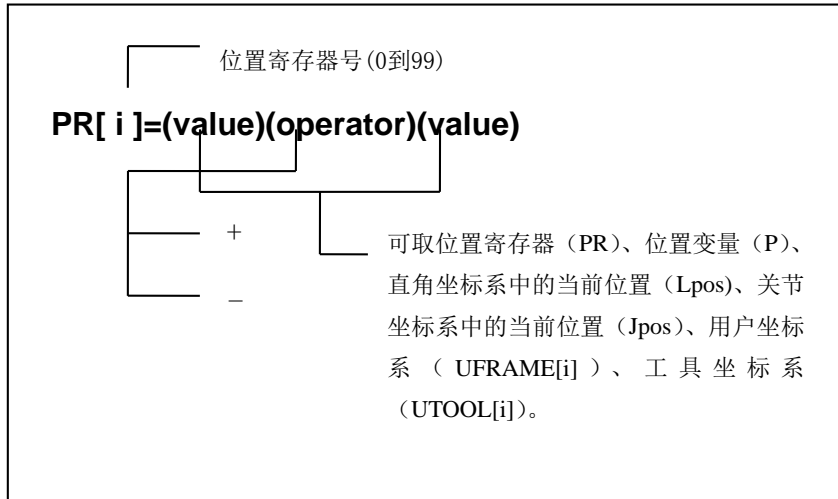 位置寄存器号(0到99)
PR[ i ]=(value)(operator)(value)
+
−
可取位置寄存器（PR）、位置变量（P）、
直角坐标系中的当前位置（Lpos)、关节
坐标系中的当前位置（Jpos）、用户坐标
系（UFRAME[i]）、工具坐标系
（UTOOL[i]）。